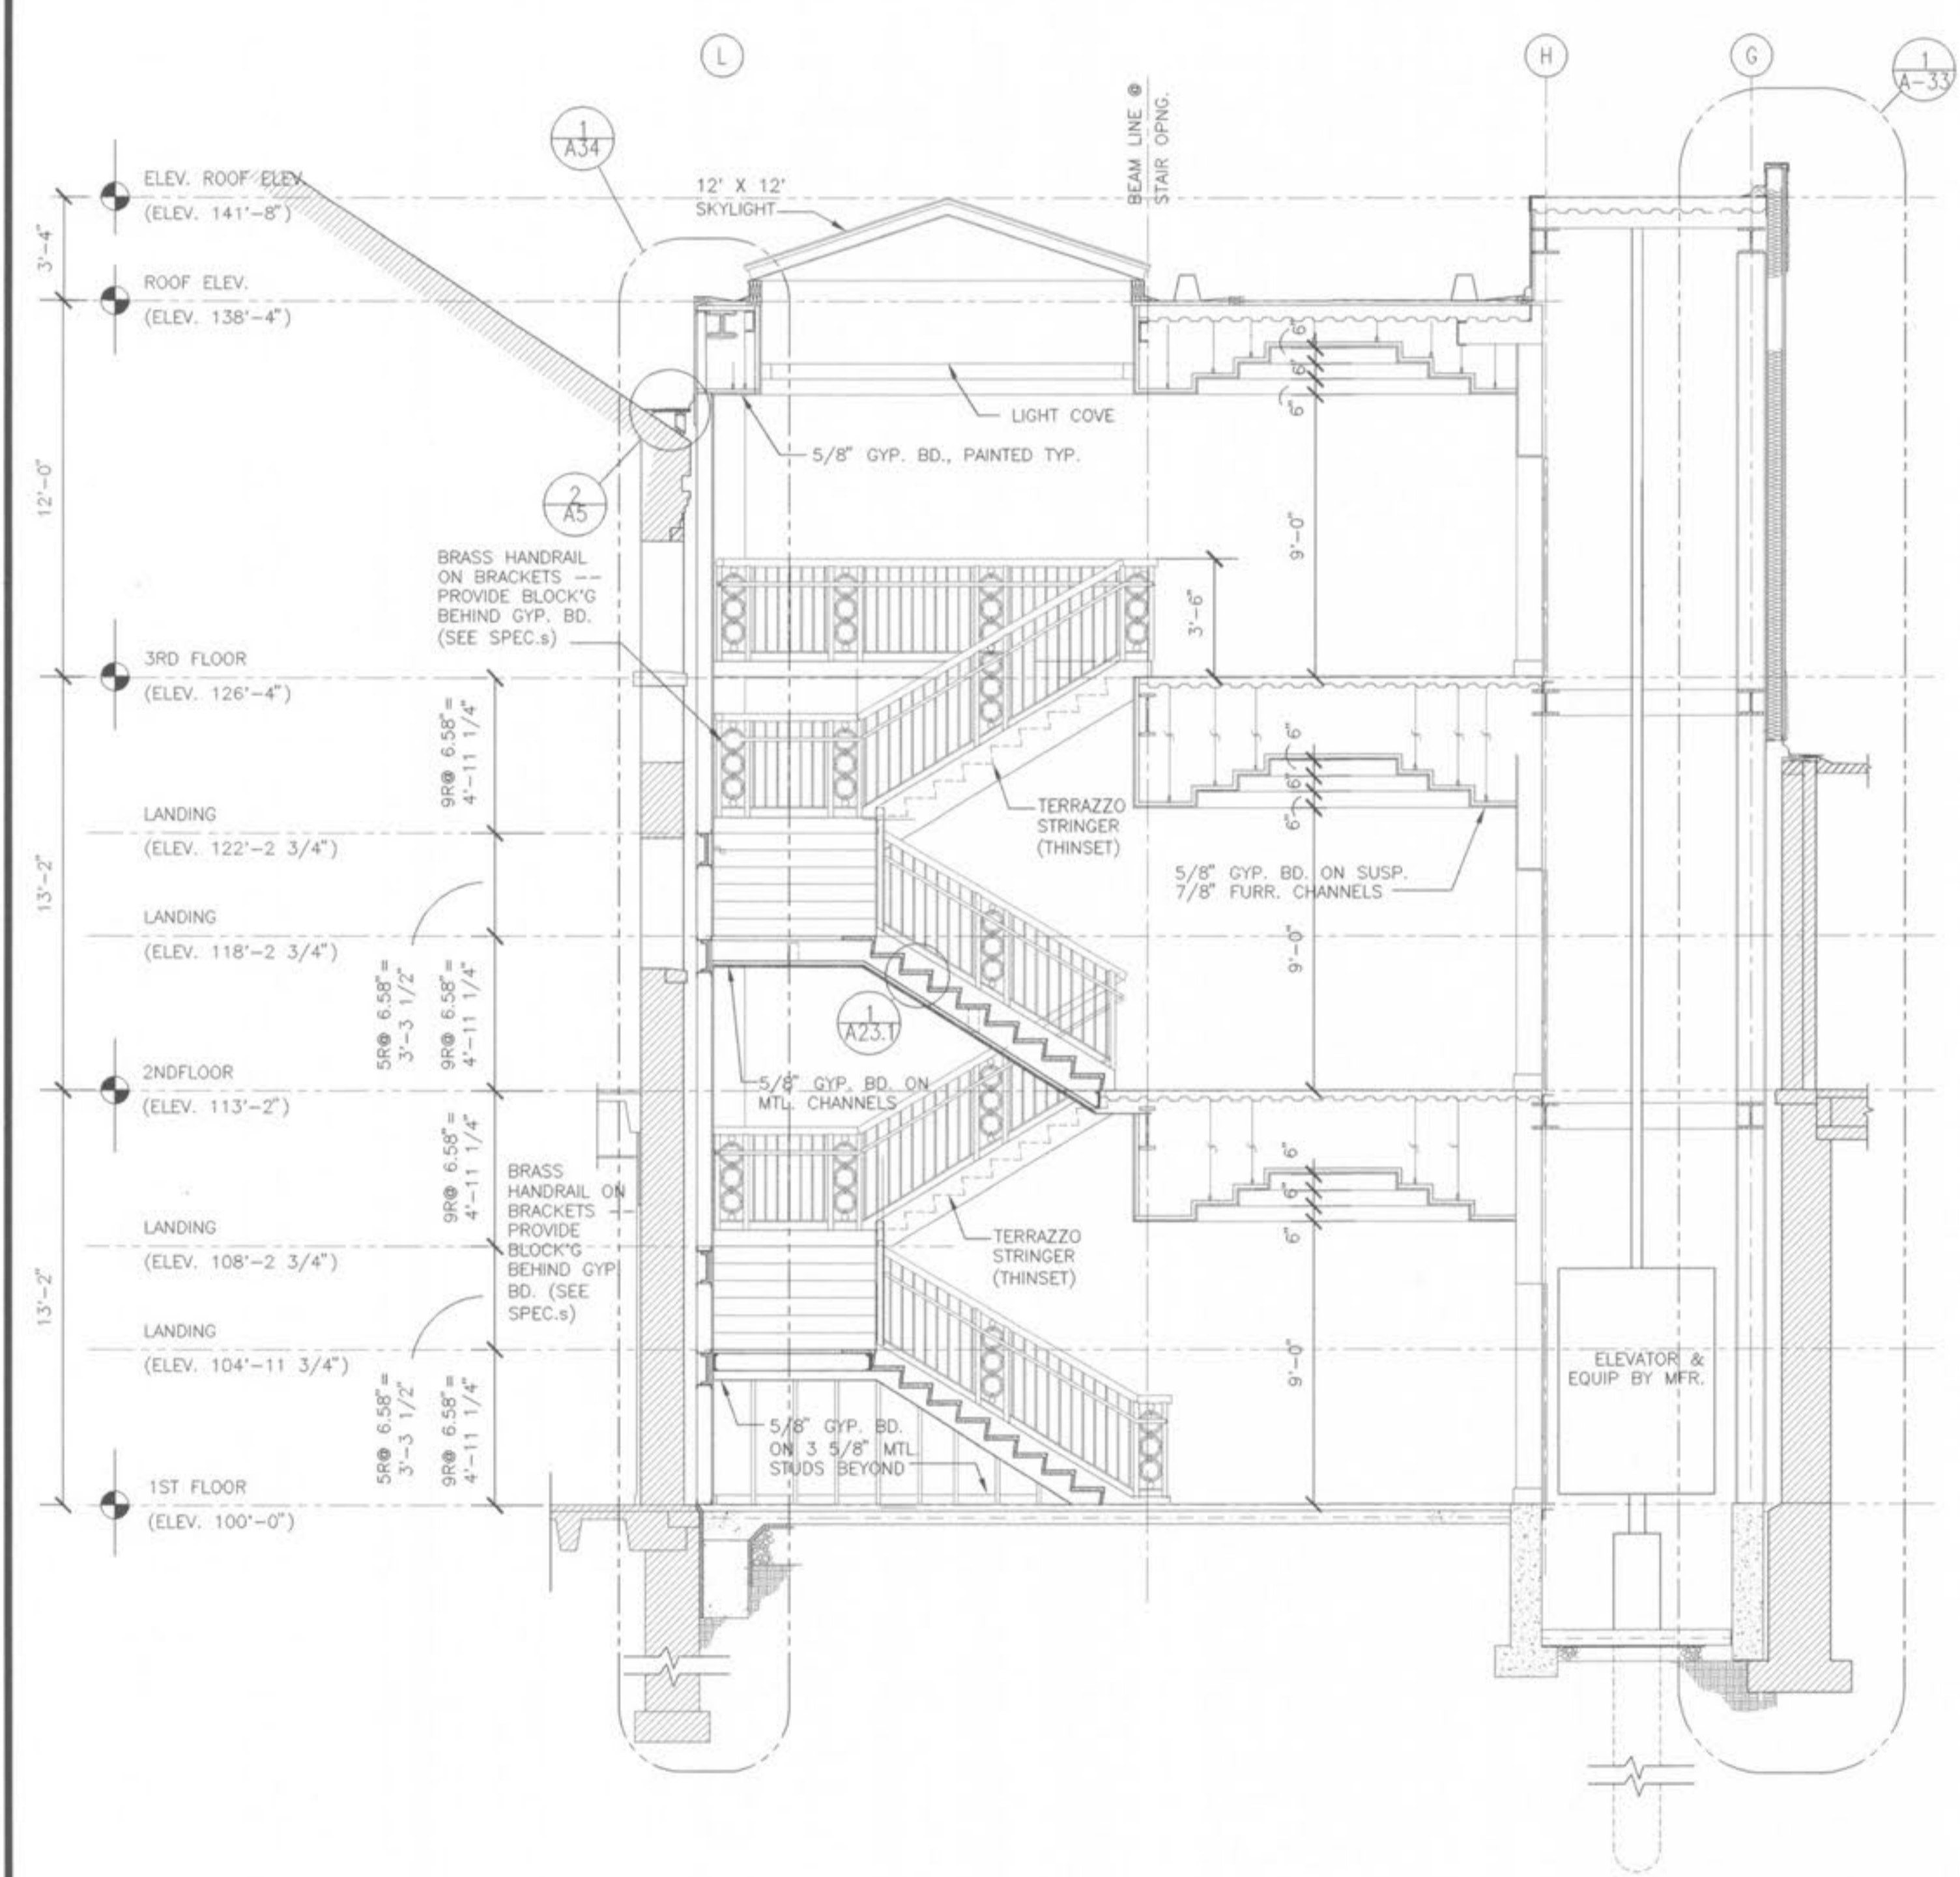 L
H
G
1
A-33
1
A34
BEAM LINE @
STAIR OPNG.
ELEV. ROOF ELEV.
(ELEV. 141'-8")
12' X 12'
SKYLIGHT
3'-4"
ROOF ELEV.
(ELEV. 138'-4")
6"
6"
6"
LIGHT COVE
5/8" GYP. BD., PAINTED TYP.
12'-0"
2
A5
9'-0"
BRASS HANDRAIL
ON BRACKETS --
PROVIDE BLOCK'G
BEHIND GYP. BD.
(SEE SPEC.s)
3'-6"
3RD FLOOR
(ELEV. 126'-4")
9R@ 6.58"=
4'-11 1/4"
6"
6"
6"
TERRAZZO
STRINGER
(THINSET)
LANDING
(ELEV. 122'-2 3/4")
13'-2"
5/8" GYP. BD. ON SUSP.
7/8" FURR. CHANNELS
LANDING
(ELEV. 118'-2 3/4")
9'-0"
5R@ 6.58"=
3'-3 1/2"
9R@ 6.58"=
4'-11 1/4"
1
A23.1
2NDFLOOR
(ELEV. 113'-2")
5/8" GYP. BD. ON
MTL. CHANNELS
9R@ 6.58"=
4'-11 1/4"
6"
6"
6"
BRASS
HANDRAIL ON
BRACKETS --
PROVIDE
BLOCK'G
BEHIND GYP.
BD. (SEE
SPEC.s)
TERRAZZO
STRINGER
(THINSET)
LANDING
(ELEV. 108'-2 3/4")
13'-2"
LANDING
(ELEV. 104'-11 3/4")
9'-0"
ELEVATOR &
EQUIP BY MFR.
5R@ 6.58"=
3'-3 1/2"
9R@ 6.58"=
4'-11 1/4"
5/8" GYP. BD.
ON 3 5/8" MTL.
STUDS BEYOND
1ST FLOOR
(ELEV. 100'-0")